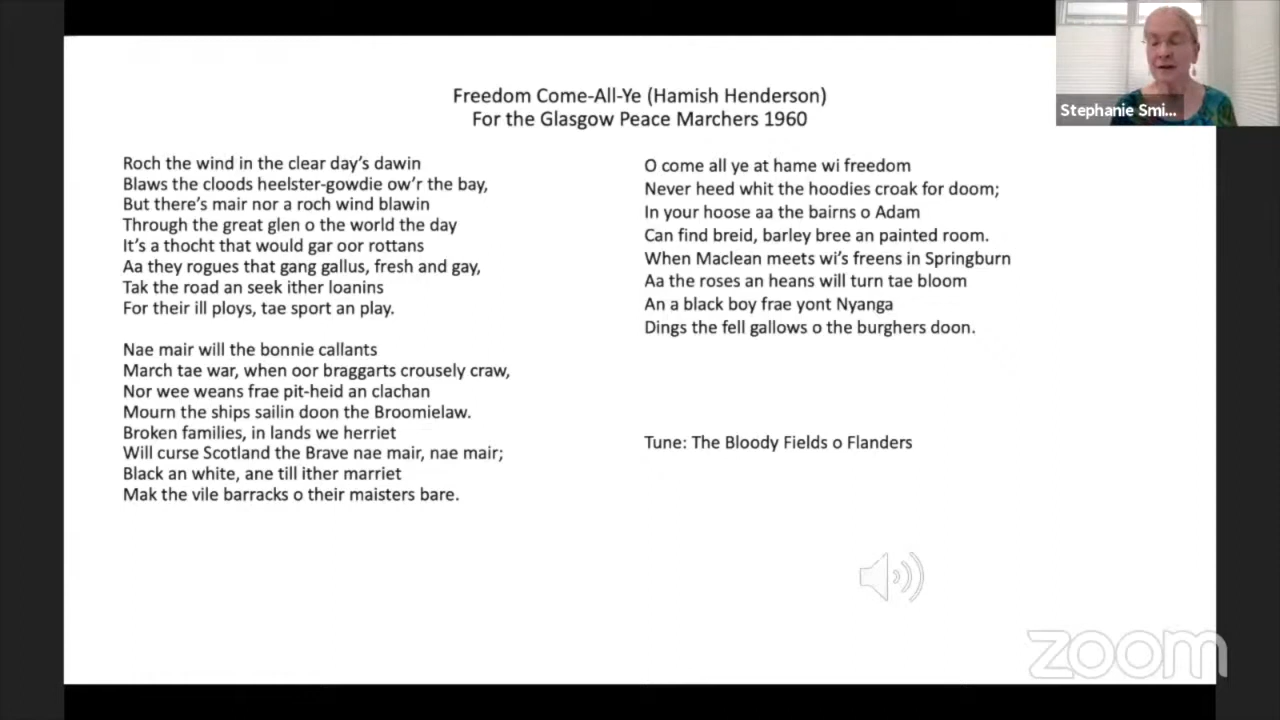 Freedom Come-All-Ye (Hamish Henderson)
For the Glasgow Peace Marchers 1960
Roch the wind in the clear day's dawin
Blaws the cloods heelster-gowdie ow'r the bay,
But there's mair nor a roch wind blawin
Through the great glen o the world the day
It's a thocht that would gar oor rottans
Aa they rogues that gang gallus, fresh and gay,
Tak the road an seek ither loanins
For their ill ploys, tae sport an play.
Nae mair will the bonnie callants
March tae war, when oor braggarts crousely craw,
Nor wee weans frae pit-heid an clachan
Mourn the ships sailin doon the Broomielaw.
Broken families, in lands we herriet
Will curse Scotland the Brave nae mair, nae mair;
Black an white, ane till ither marriet
Mak the vile barracks o their maisters bare.
O come all ye at hame wi freedom
Never heed whit the hoodies croak for doom;
In your hoose aa the bairns o Adam
Can find breid, barley bree an painted room.
When Maclean meets wi's freens in Springburn
Aa the roses an heans will turn tae bloom
An a black boy frae yont Nyanga
Dings the fell gallows o the burghers doon.
Tune: The Bloody Fields o Flanders
Stephanie Smi...
zoom